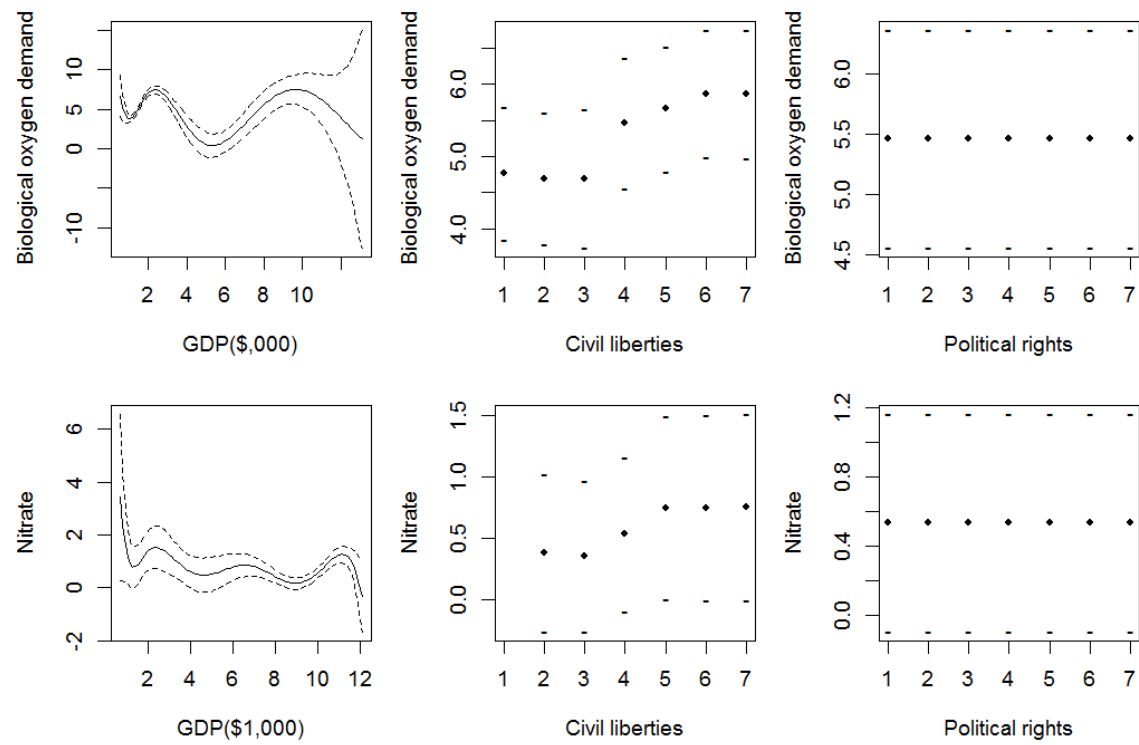 Biological oxygen demand
10
5
0
-10
2 4 6 8 10
GDP($,000)
Biological oxygen demand
6.0
5.0
4.0
1 2 3 4 5 6 7
Civil liberties
Biological oxygen demand
6.0
5.5
5.0
4.5
1 2 3 4 5 6 7
Political rights
Nitrate
6
4
2
0
-2
2 4 6 8 10 12
GDP($1,000)
Nitrate
1.5
1.0
0.5
0.0
1 2 3 4 5 6 7
Civil liberties
Nitrate
1.2
0.8
0.4
0.0
1 2 3 4 5 6 7
Political rights